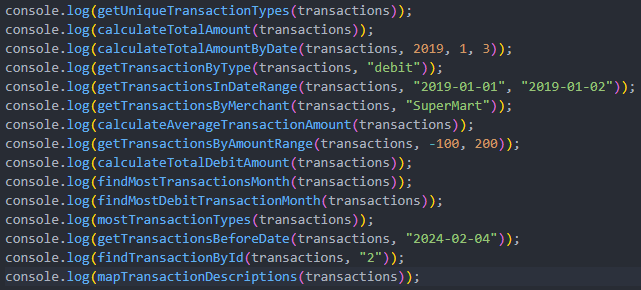 console.log(getUniqueTransactionTypes(transactions));
console.log(calculateTotalAmount(transactions));
console.log(calculateTotalAmountByDate(transactions, 2019, 1, 3));
console.log(getTransactionByType(transactions, "debit"));
console.log(getTransactionsInDateRange(transactions, "2019-01-01", "2019-01-02"));
console.log(getTransactionsByMerchant(transactions, "SuperMart"));
console.log(calculateAverageTransactionAmount(transactions));
console.log(getTransactionsByAmountRange(transactions, -100, 200));
console.log(calculateTotalDebitAmount(transactions));
console.log(findMostTransactionsMonth(transactions));
console.log(findMostDebitTransactionMonth(transactions));
console.log(mostTransactionTypes(transactions));
console.log(getTransactionsBeforeDate(transactions, "2024-02-04"));
console.log(findTransactionById(transactions, "2"));
console.log(mapTransactionDescriptions(transactions));